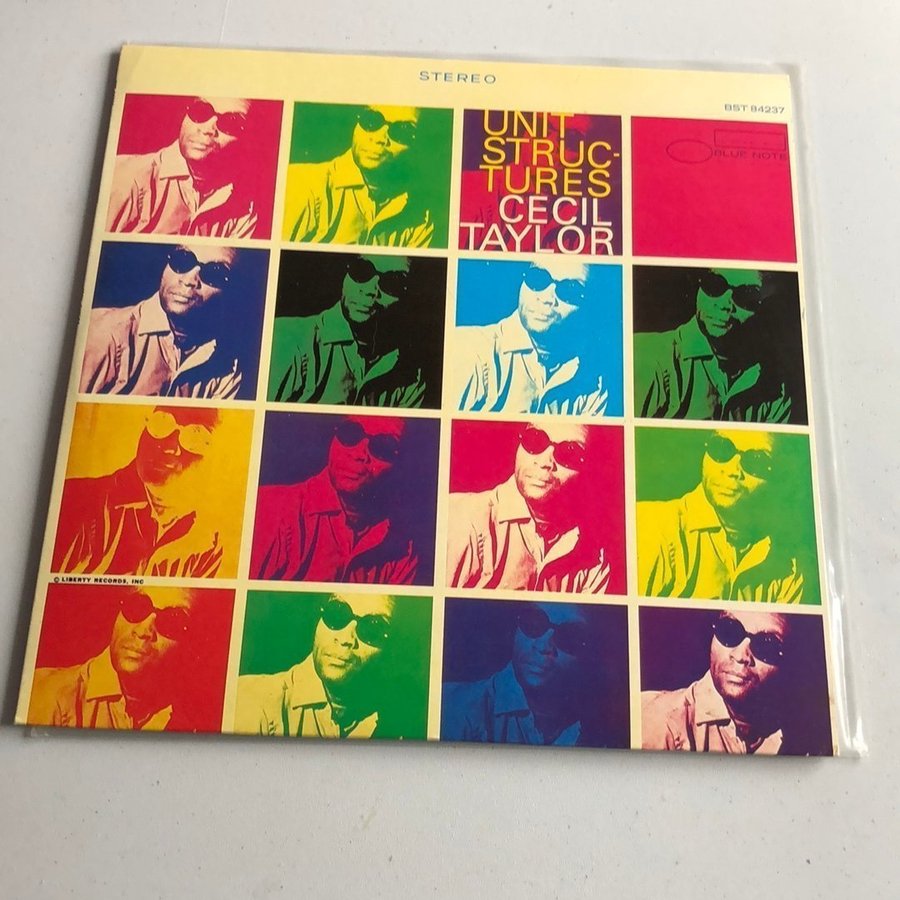 STEREO
BST 84237
UNIT
STRUC-
TURES
CECIL
TAYLOR
BLUE NOTE
© LIBERTY RECORDS, INC